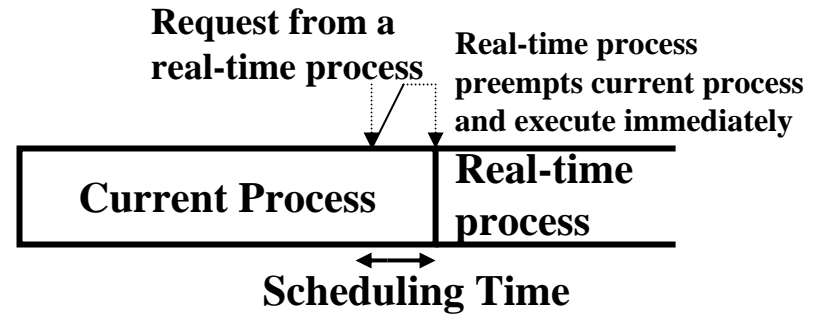 Request from a
real-time process
Real-time process
preempts current process
and execute immediately
Current Process
Real-time
process
Scheduling Time